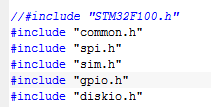 //#include "STM32F100.h"
#include "common.h"
#include "spi.h"
#include "sim.h"
#include "gpio.h"
#include "diskio.h"